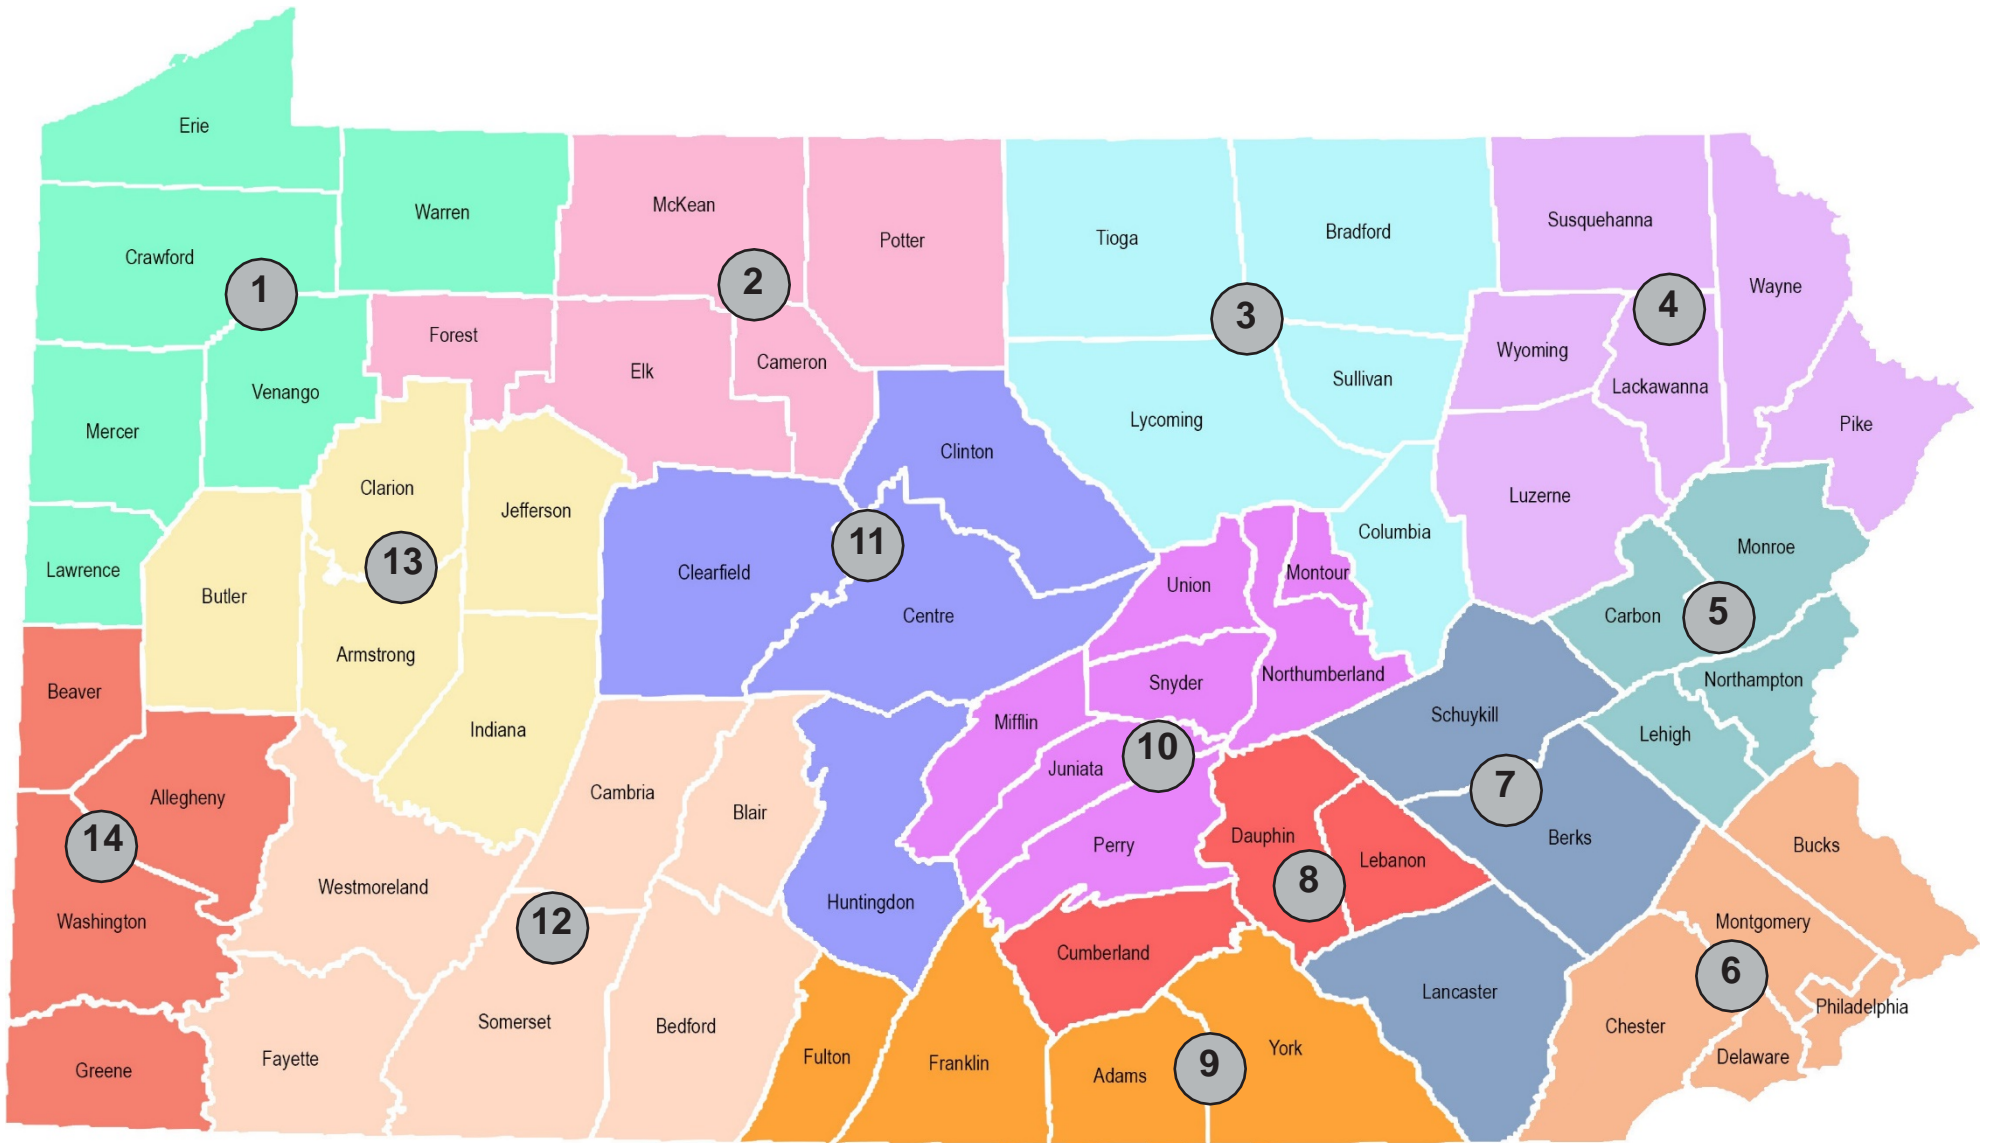 Erie
Warren
McKean
Potter
Tioga
Bradford
Susquehanna
Wayne
Crawford
1
2
3
4
Forest
Elk
Cameron
Sullivan
Wyoming
Lackawanna
Pike
Mercer
Venango
Lycoming
Clinton
Luzerne
Clarion
Jefferson
Columbia
Monroe
13
11
Lawrence
Butler
Clearfield
Centre
Union
Montour
Carbon
5
Armstrong
Beaver
Indiana
Snyder
Northumberland
Northampton
Mifflin
Schuykill
Lehigh
10
Juniata
7
Allegheny
Cambria
Blair
Perry
Dauphin
Lebanon
Berks
Bucks
14
8
Westmoreland
Huntingdon
Washington
12
Cumberland
Montgomery
6
Lancaster
Philadelphia
Somerset
Bedford
Chester
Greene
Fayette
Fulton
Franklin
Adams
9
York
Delaware